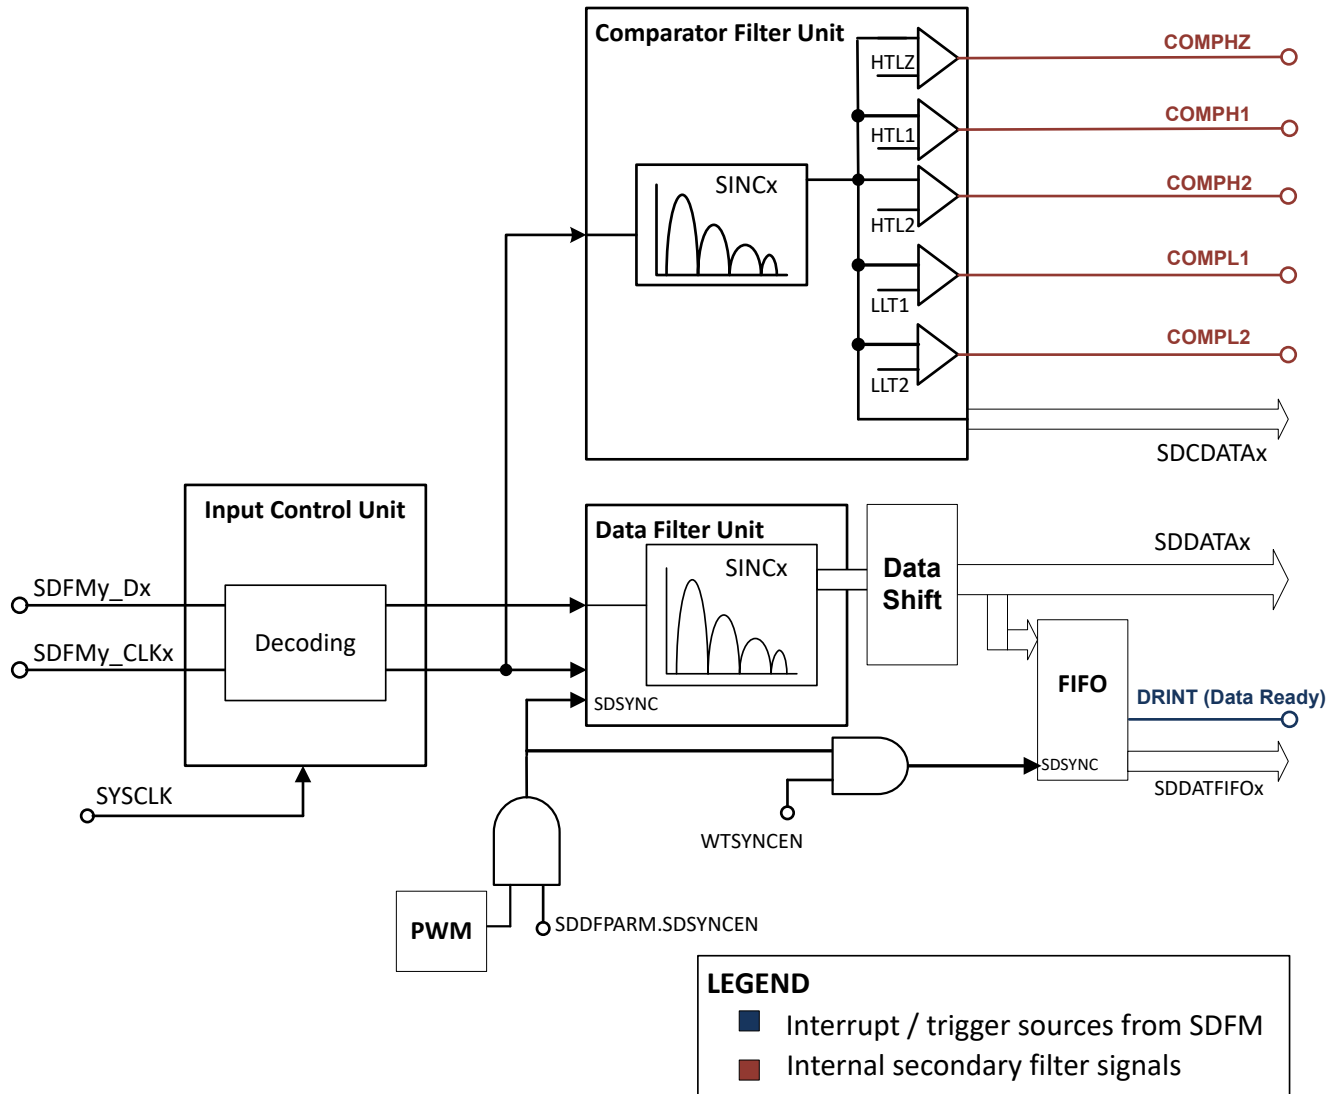 Comparator Filter Unit
HTLZ
COMPHZ
HTL1
COMPH1
SINCx
HTL2
COMPH2
LLT1
COMPL1
LLT2
COMPL2
SDCDATAx
Input Control Unit
SDFMy_Dx
SDFMy_CLKx
Decoding
SYSCLK
Data Filter Unit
SINCx
SDSYNC
Data
Shift
SDDATAx
FIFO
DRINT (Data Ready)
SDSYNC
SDDATFIFOx
WTSYNCEN
PWM
SDDFPARM.SDSYNCEN
LEGEND
Interrupt / trigger sources from SDFM
Internal secondary filter signals